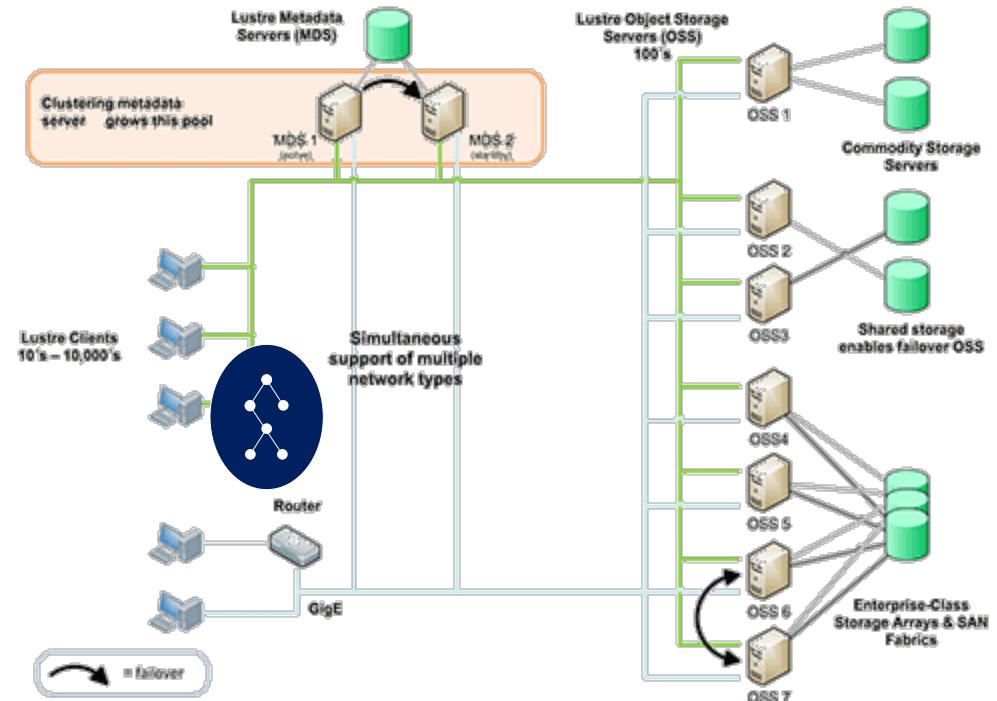 Lustre Metadata
Servers (MDS)
Lustre Object Storage
Servers (OSS)
100's
Clustering metadata
server grows this pool
MDS 1
(active)
MDS 2
(standby)
OSS 1
Commodity Storage
Servers
OSS 2
OSS3
Shared storage
enables failover OSS
Lustre Clients
10's – 10,000's
Simultaneous
support of multiple
network types
OSS4
OSS 5
Router
GigE
OSS 6
Enterprise-Class
Storage Arrays & SAN
Fabrics
= failover
OSS 7